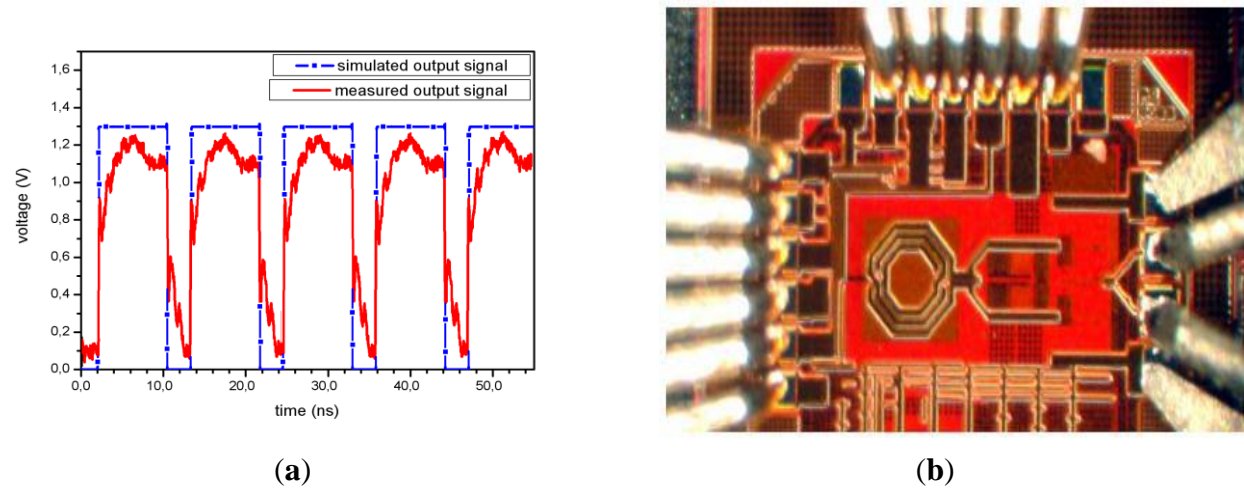 simulated output signal
measured output signal
1,6
1,4
1,2
1,0
0,8
0,6
0,4
0,2
0,0
voltage (V)
0,0 10,0 20,0 30,0 40,0 50,0
time (ns)
(a) (b)